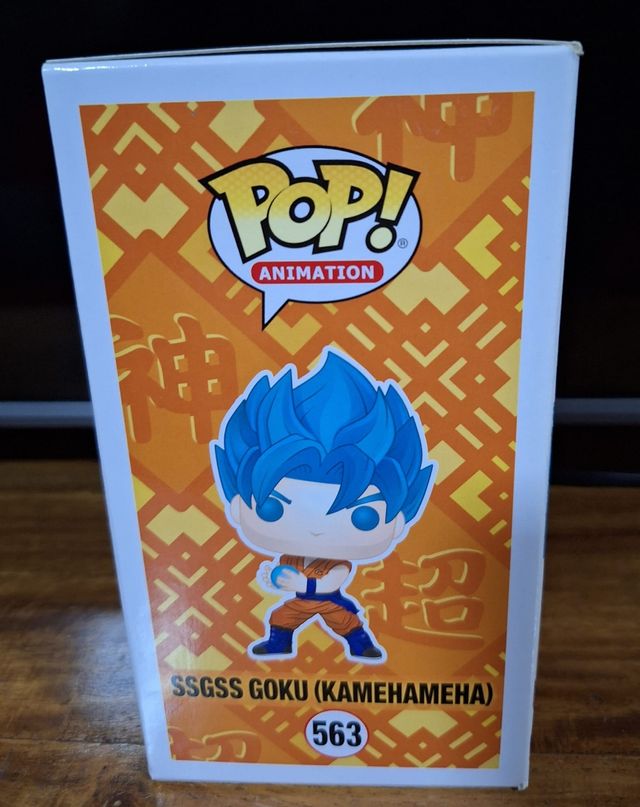 POP!
®
ANIMATION
神
神
超
SSGSS GOKU (KAMEHAMEHA)
563